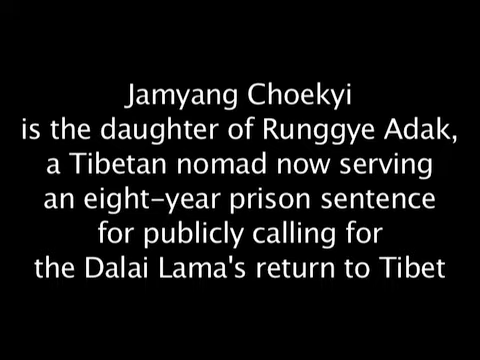 Jamyang Choekyi
is the daughter of Runggye Adak,
a Tibetan nomad now serving
an eight-year prison sentence
for publicly calling for
the Dalai Lama's return to Tibet